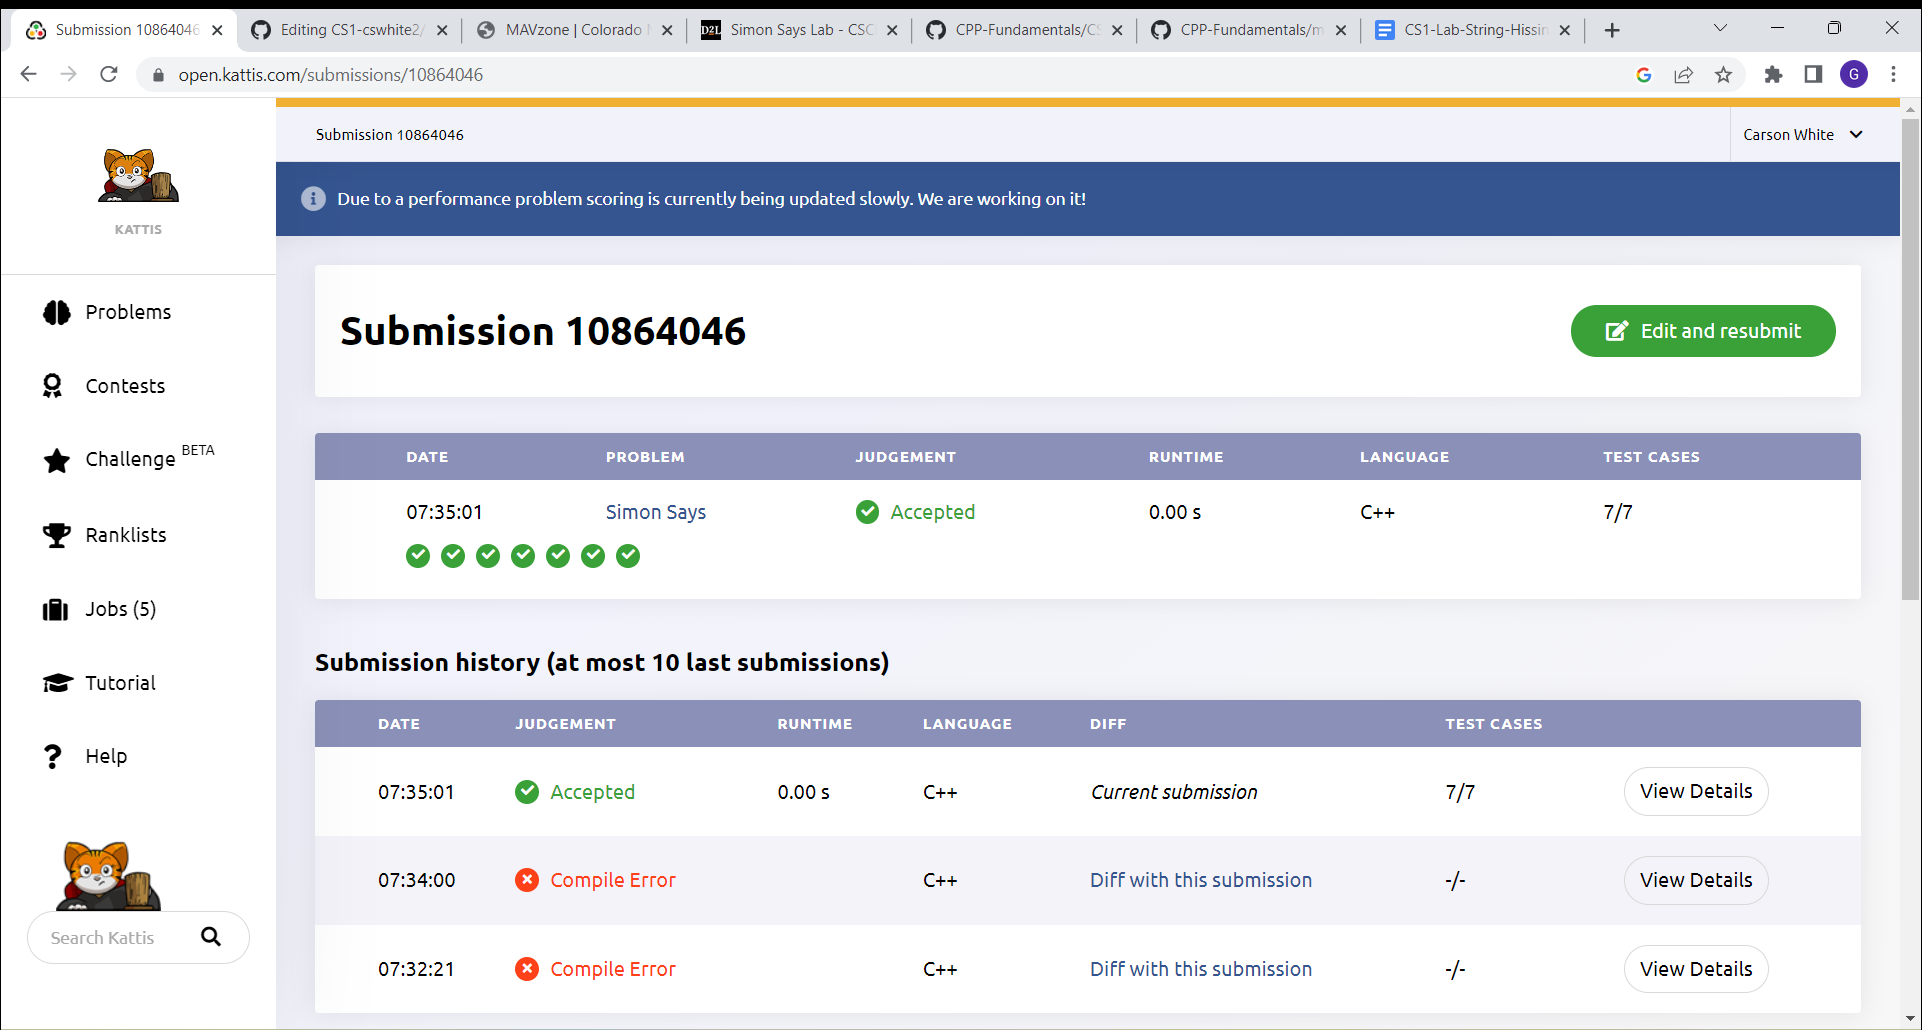 Submission 10864046
Editing CS1-cswhite2/
MAVzone | Colorado
Simon Says Lab - CSC
CPP-Fundamentals/CS
CPP-Fundamentals/m
CS1-Lab-String-Hissin
open.kattis.com/submissions/10864046
G
KATTIS
Problems
Contests
Challenge BETA
Ranklists
Jobs (5)
Tutorial
Help
Search Kattis
Submission 10864046
Carson White
Due to a performance problem scoring is currently being updated slowly. We are working on it!
Submission 10864046
Edit and resubmit
DATE PROBLEM JUDGEMENT RUNTIME LANGUAGE TEST CASES
07:35:01 Simon Says Accepted 0.00 s C++ 7/7
Submission history (at most 10 last submissions)
DATE JUDGEMENT RUNTIME LANGUAGE DIFF TEST CASES
07:35:01 Accepted 0.00 s C++ Current submission 7/7 View Details
07:34:00 Compile Error C++ Diff with this submission -/- View Details
07:32:21 Compile Error C++ Diff with this submission -/- View Details